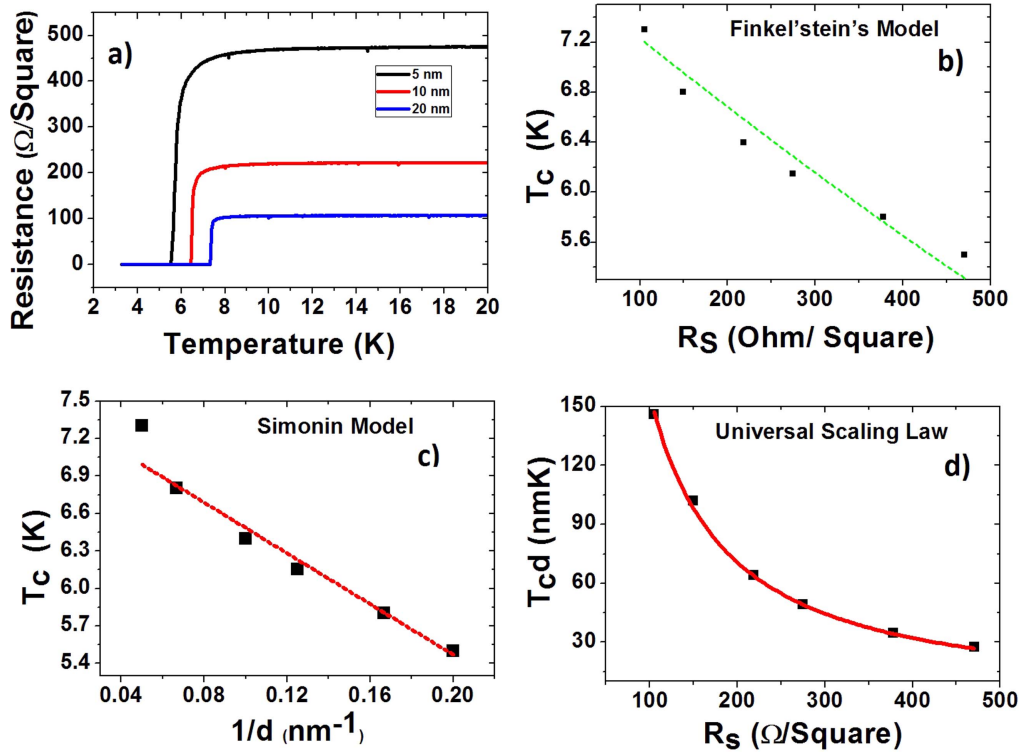 a)
Resistance (Ω/Square)
500
400
300
200
100
0
5 nm
10 nm
20 nm
2 4 6 8 10 12 14 16 18 20
Temperature (K)
Finkel'stein's Model
b)
Tc (K)
7.2
6.8
6.4
6.0
5.6
100 200 300 400 500
RS (Ohm/ Square)
Simonin Model
c)
Tc (K)
7.5
7.2
6.9
6.6
6.3
6.0
5.7
5.4
0.04 0.08 0.12 0.16 0.20
1/d (nm-1)
Universal Scaling Law
d)
Tcd (nmK)
150
120
90
60
30
100 200 300 400 500
Rs (Ω/Square)